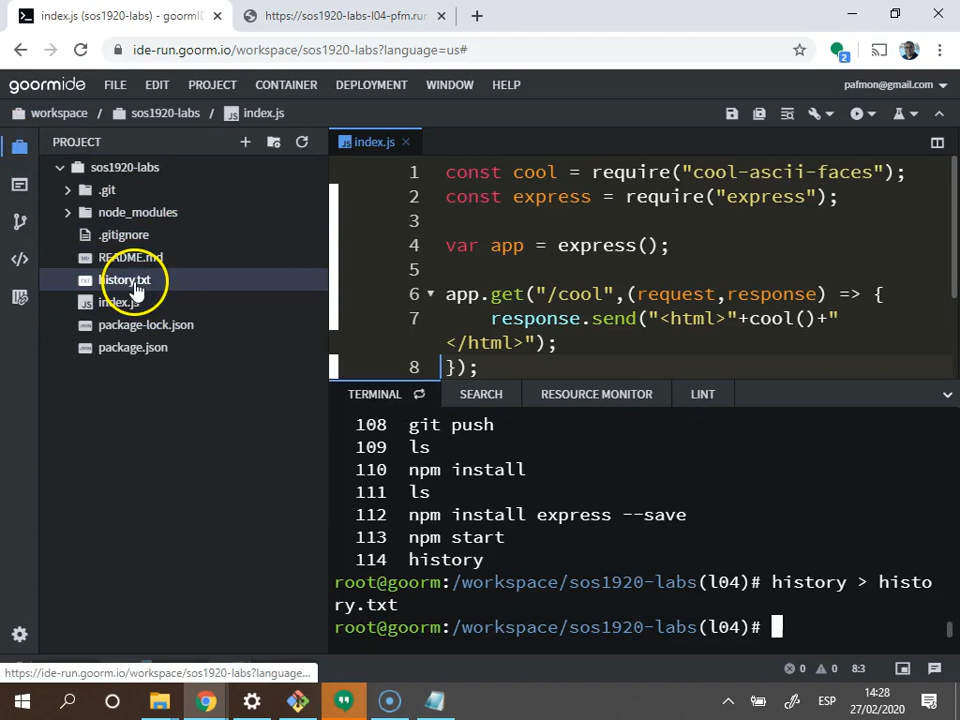 index.js (sos1920-labs) - goormID
https://sos1920-labs-l04-pfm.run
ide-run.goorm.io/workspace/sos1920-labs?language=us#
2
goormide FILE EDIT PROJECT CONTAINER DEPLOYMENT WINDOW HELP pafmon@gmail.com
workspace / sos1920-labs / JS index.js
PROJECT
JS index.js
sos1920-labs
.git
node_modules
.gitignore
README.md
history.txt
JS index.js
package-lock.json
package.json
1 const cool = require("cool-ascii-faces");
2 const express = require("express");
3
4 var app = express();
5
6 app.get("/cool",(request,response) => {
7 response.send("<html>"+cool()+"
</html>");
8 });
TERMINAL SEARCH RESOURCE MONITOR LINT
108 git push
109 ls
110 npm install
111 ls
112 npm install express --save
113 npm start
114 history
root@goorm:/workspace/sos1920-labs(l04)# history > histo
ry.txt
root@goorm:/workspace/sos1920-labs(l04)#
https://ide-run.goorm.io/workspace/sos1920-labs?language...
0 0 8:3
ESP
14:28
27/02/2020